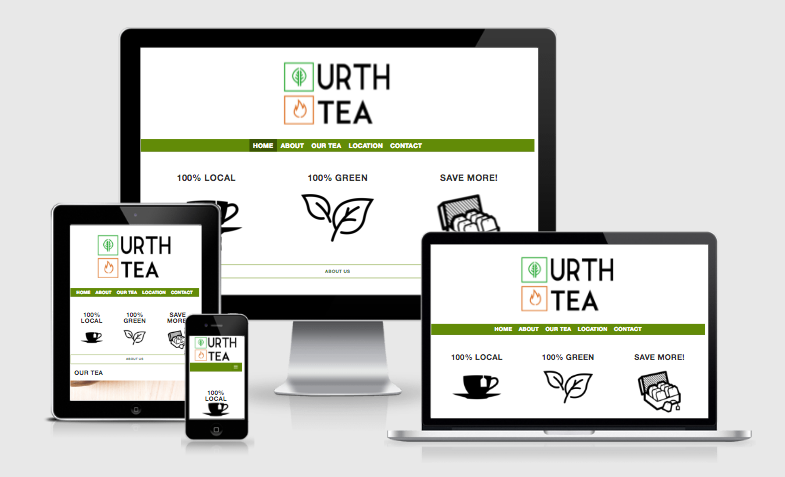 URTH
TEA
HOME ABOUT OUR TEA LOCATION CONTACT
100% LOCAL 100% GREEN SAVE MORE!
ABOUT US
URTH
TEA
HOME ABOUT OUR TEA LOCATION CONTACT
100% LOCAL
100% GREEN
SAVE MORE!
ABOUT US
OUR TEA
URTH
TEA
100% LOCAL
URTH
TEA
HOME ABOUT OUR TEA LOCATION CONTACT
100% LOCAL 100% GREEN SAVE MORE!